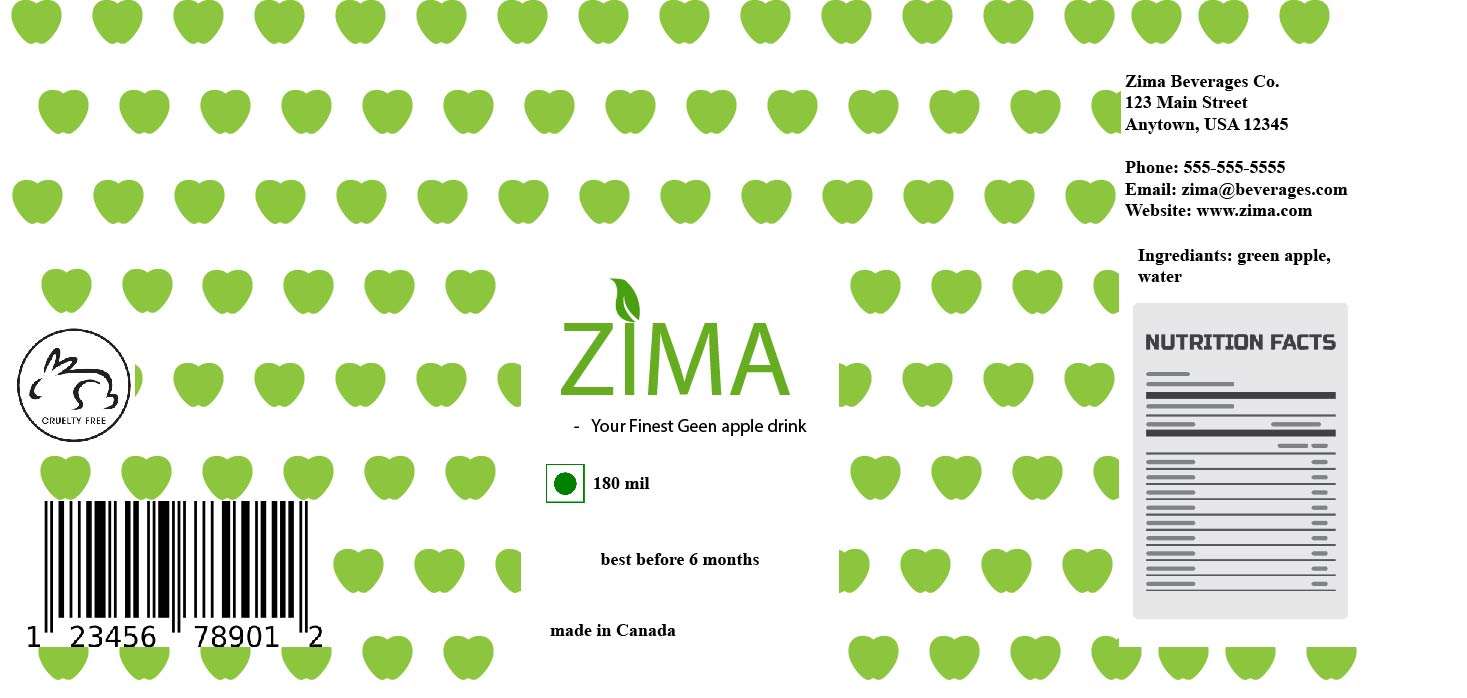 Zima Beverages Co.
123 Main Street
Anytown, USA 12345
Phone: 555-555-5555
Email: zima@beverages.com
Website: www.zima.com
Ingrediants: green apple,
water
NUTRITION FACTS
ZIMA
- Your Finest Geen apple drink
180 mil
best before 6 months
made in Canada
CRUELTY FREE
1 23456 78901 2